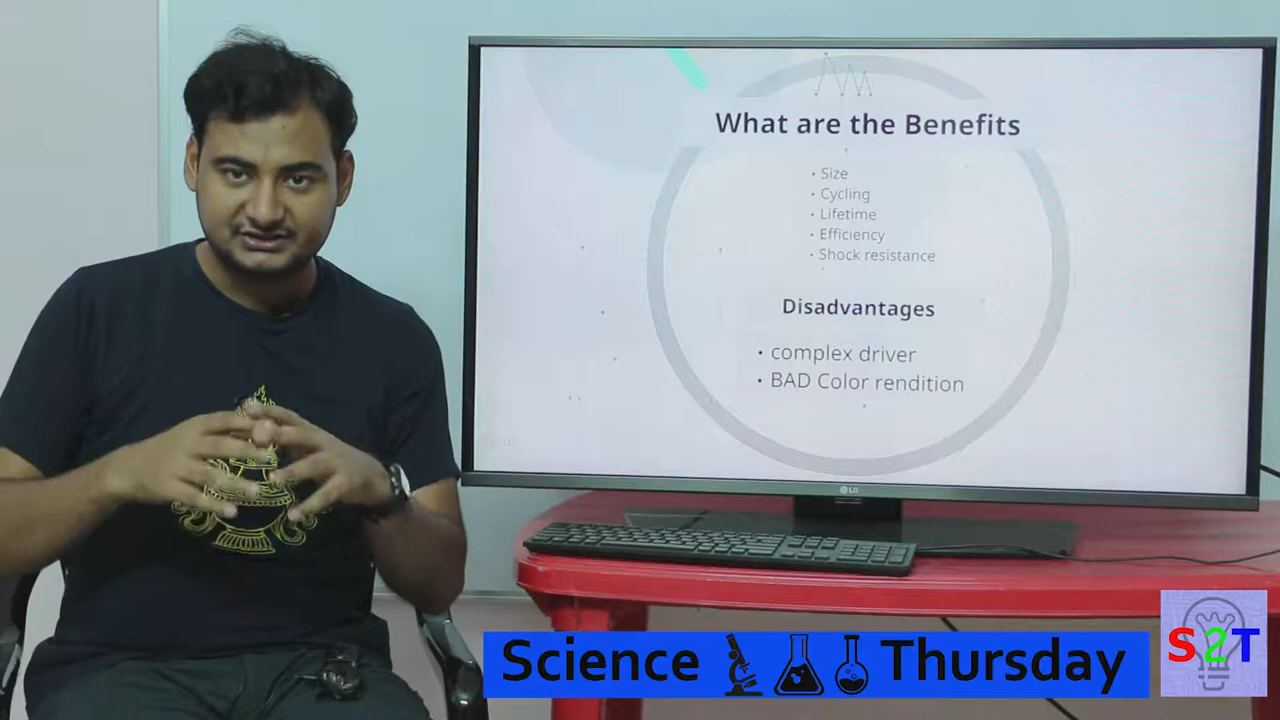 What are the Benefits
• Size
• Cycling
• Lifetime
• Efficiency
• Shock resistance
Disadvantages
• complex driver
• BAD Color rendition
LG
Science Thursday
S2T